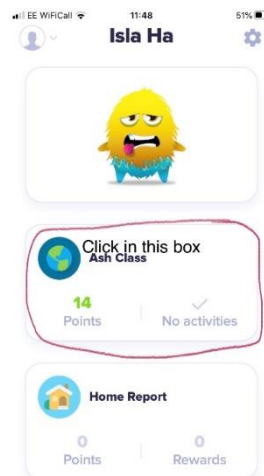 EE WiFiCall 11:48 51%
Isla Ha
Click in this box
Ash Class
14
Points
No activities
Home Report
0
Points
0
Rewards